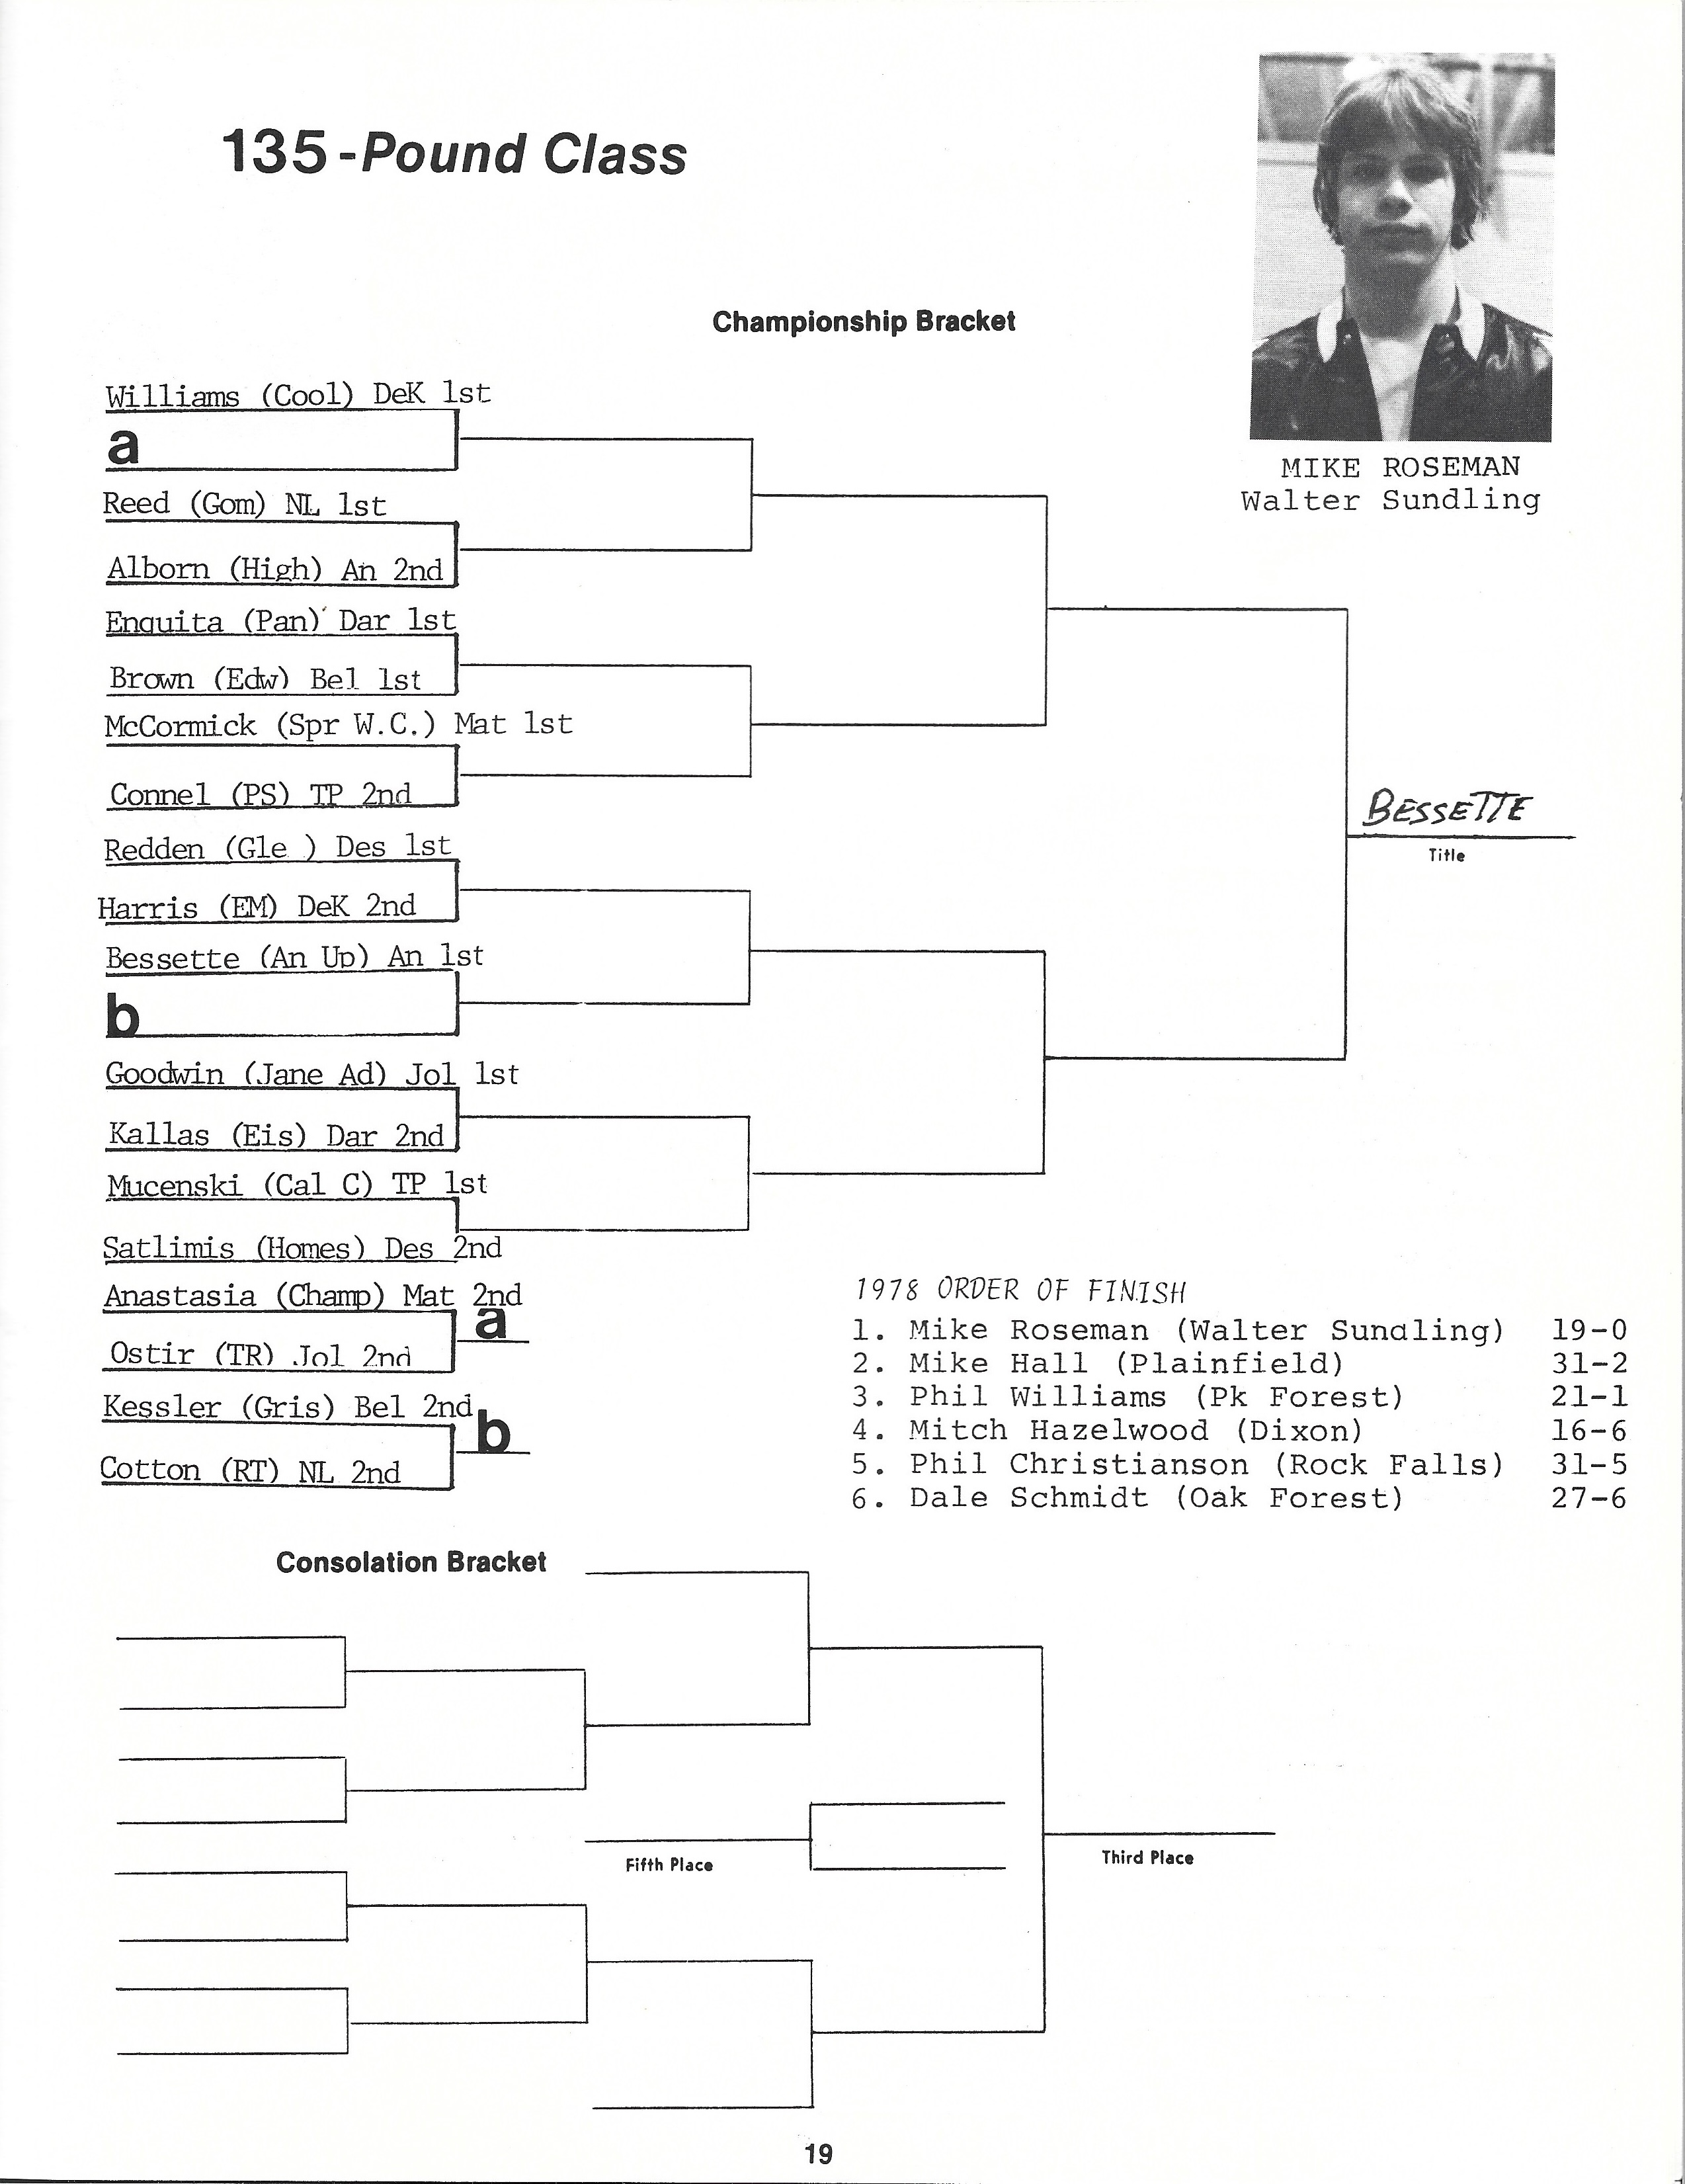 135-Pound Class
MIKE ROSEMAN
Walter Sundling
Championship Bracket
Williams (Cool) DeK 1st
a
Reed (Gom) NL 1st
Alborn (High) An 2nd
Enquita (Pan) Dar 1st
Brown (Edw) Bel 1st
McCormick (Spr W.C.) Mat 1st
Connel (PS) TP 2nd
BESSETTE
Title
Redden (Gle ) Des 1st
Harris (EM) DeK 2nd
Bessette (An Up) An 1st
b
Goodwin (Jane Ad) Jol 1st
Kallas (Eis) Dar 2nd
Mucenski (Cal C) TP 1st
Satlimis (Homes) Des 2nd
Anastasia (Champ) Mat 2nd
a
Ostir (TR) Jol 2nd
Kessler (Gris) Bel 2nd
b
Cotton (RT) NL 2nd
1978 ORDER OF FINISH
1. Mike Roseman (Walter Sundling) 19-0
2. Mike Hall (Plainfield) 31-2
3. Phil Williams (Pk Forest) 21-1
4. Mitch Hazelwood (Dixon) 16-6
5. Phil Christianson (Rock Falls) 31-5
6. Dale Schmidt (Oak Forest) 27-6
Consolation Bracket
Fifth Place
Third Place
19